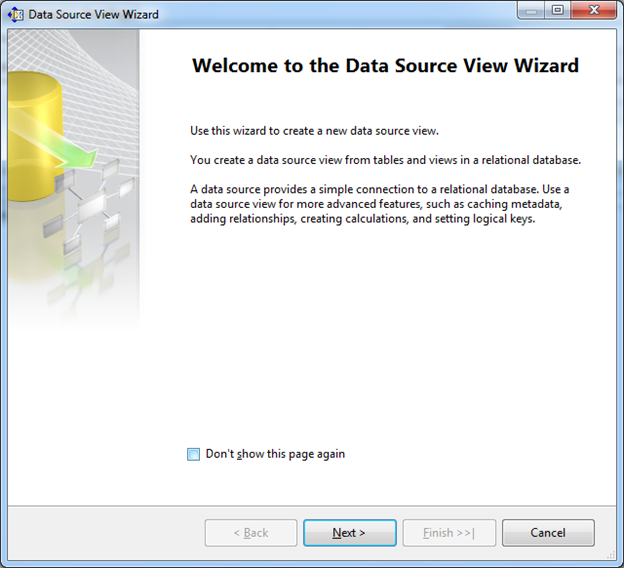 Data Source View Wizard
Welcome to the Data Source View Wizard
Use this wizard to create a new data source view.
You create a data source view from tables and views in a relational database.
A data source provides a simple connection to a relational database. Use a
data source view for more advanced features, such as caching metadata,
adding relationships, creating calculations, and setting logical keys.
Don't show this page again
< Back
Next >
Finish >>|
Cancel